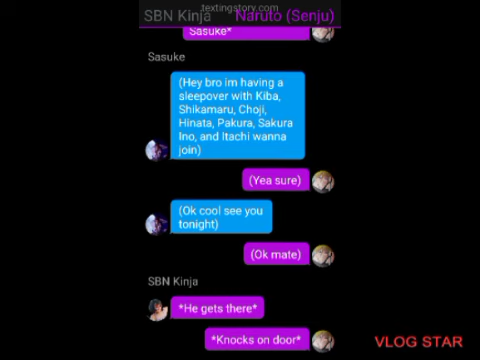 textingstory.com
SBN Kinja Naruto (Senju)
Sasuke*
Sasuke
(Hey bro im having a
sleepover with Kiba,
Shikamaru, Choji,
Hinata, Pakura, Sakura
Ino, and Itachi wanna
join)
(Yea sure)
(Ok cool see you
tonight)
(Ok mate)
SBN Kinja
*He gets there*
*Knocks on door*
VLOG STAR